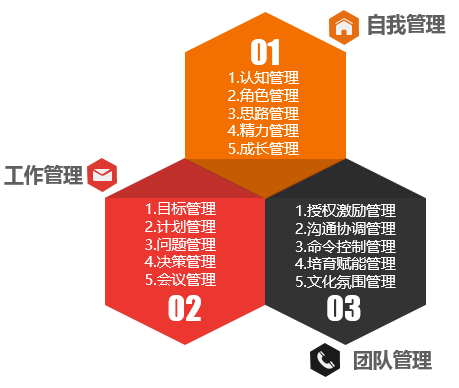 自我管理
01
1.认知管理
2.角色管理
3.思路管理
4.精力管理
5.成长管理
工作管理
1.目标管理
2.计划管理
3.问题管理
4.决策管理
5.会议管理
02
1.授权激励管理
2.沟通协调管理
3.命令控制管理
4.培育赋能管理
5.文化氛围管理
03
团队管理